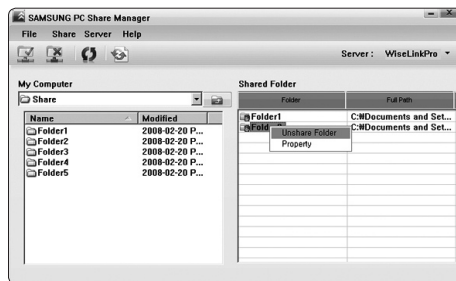 SAMSUNG PC Share Manager
File Share Server Help
Server : WiseLinkPro
My Computer
Share
Name Modified
Folder1 2008-02-20 P...
Folder2 2008-02-20 P...
Folder3 2008-02-20 P...
Folder4 2008-02-20 P...
Folder5 2008-02-20 P...
Shared Folder
Folder Full Path
Folder1 C:₩Documents and Set...
C:₩Documents and Set...
Unshare Folder
Property